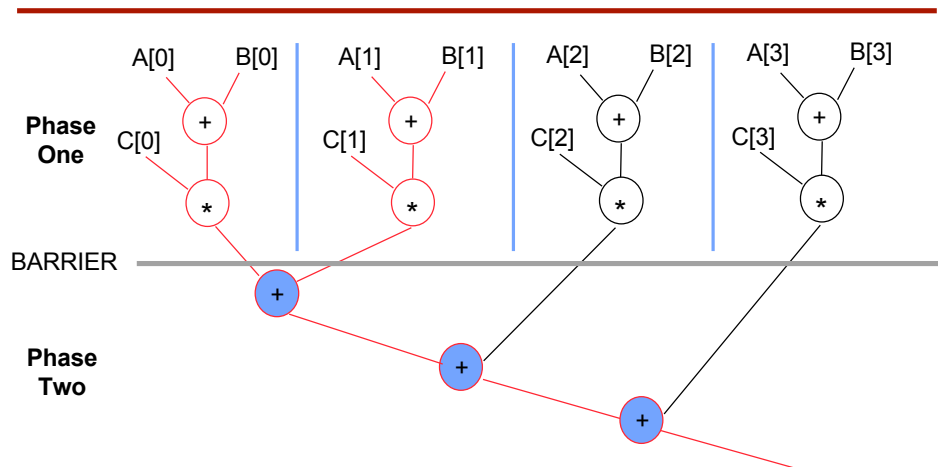 A[0] B[0] A[1] B[1] A[2] B[2] A[3] B[3]
+ + + +
Phase
One
C[0] C[1] C[2] C[3]
* * * *
BARRIER
+
Phase
Two
+
+